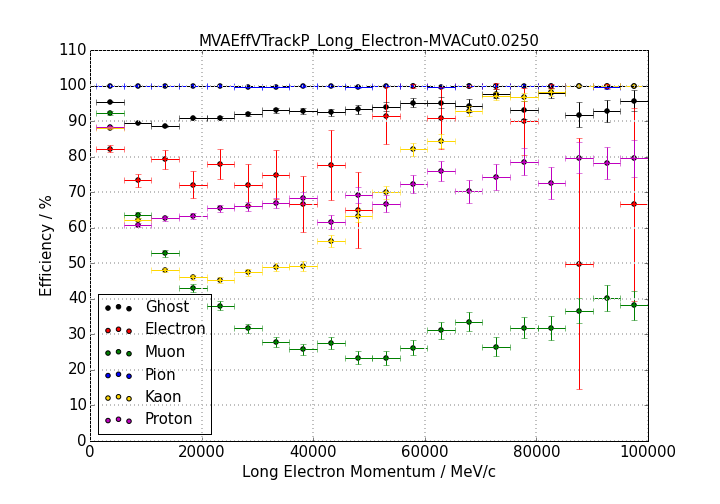 MVAEffVTrackP_Long_Electron-MVACut0.0250
110
100
90
80
70
60
50
40
30
20
10
0
Efficiency / %
Ghost
Electron
Muon
Pion
Kaon
Proton
0 20000 40000 60000 80000 100000
Long Electron Momentum / MeV/c